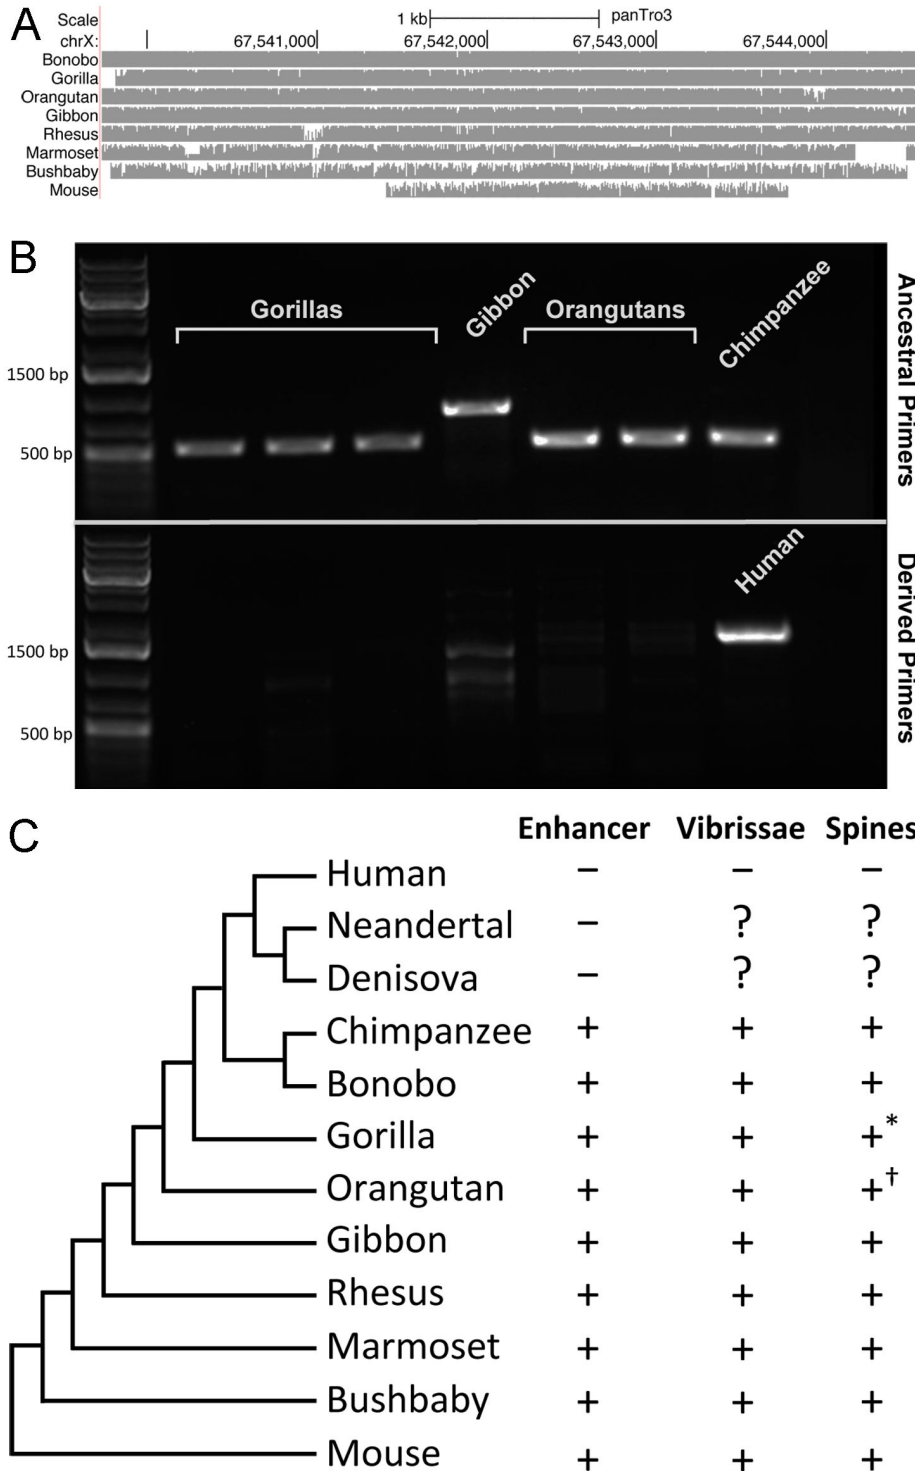 A
Scale 1 kb panTro3
chrX: 67,541,000 67,542,000 67,543,000 67,544,000
Bonobo
Gorilla
Orangutan
Gibbon
Rhesus
Marmoset
Bushbaby
Mouse
B
Gorillas Gibbon Orangutans Chimpanzee
1500 bp
500 bp
Ancestral Primers
Human
1500 bp
500 bp
Derived Primers
C
Enhancer Vibrissae Spines
Human − − −
Neandertal − ? ?
Denisova − ? ?
Chimpanzee + + +
Bonobo + + +
Gorilla + + +*
Orangutan + + +†
Gibbon + + +
Rhesus + + +
Marmoset + + +
Bushbaby + + +
Mouse + + +